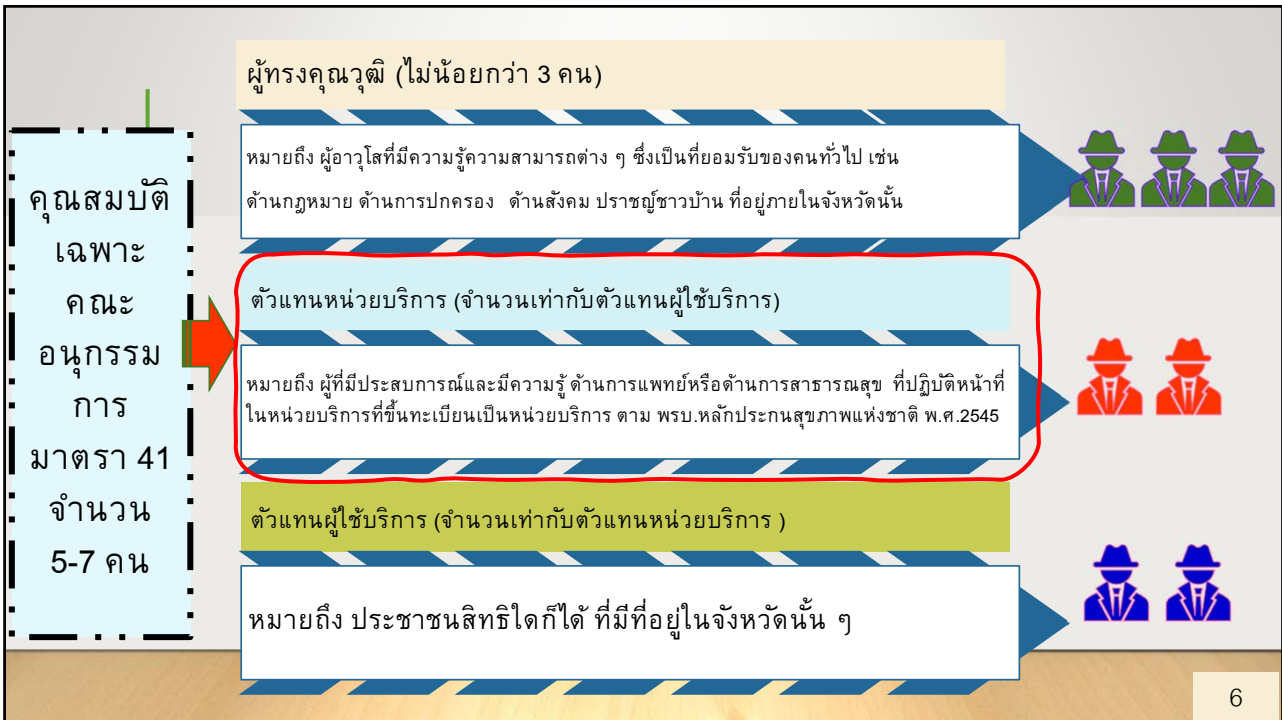 ผู้ทรงคุณวุฒิ (ไม่น้อยกว่า 3 คน)
หมายถึง ผู้อาวุโสที่มีความรู้ความสามารถต่าง ๆ ซึ่งเป็นที่ยอมรับของคนทั่วไป เช่น
ด้านกฎหมาย ด้านการปกครอง ด้านสังคม ปราชญ์ชาวบ้าน ที่อยู่ภายในจังหวัดนั้น
คุณสมบัติ
เฉพาะ
คณะ
อนุกรรม
การ
มาตรา 41
จำนวน
5-7 คน
ตัวแทนหน่วยบริการ (จำนวนเท่ากับตัวแทนผู้ใช้บริการ)
หมายถึง ผู้ที่มีประสบการณ์และมีความรู้ ด้านการแพทย์หรือด้านการสาธารณสุข ที่ปฏิบัติหน้าที่
ในหน่วยบริการที่ขึ้นทะเบียนเป็นหน่วยบริการ ตาม พรบ.หลักประกนสุขภาพแห่งชาติ พ.ศ.2545
ตัวแทนผู้ใช้บริการ (จำนวนเท่ากับตัวแทนหน่วยบริการ )
หมายถึง ประชาชนสิทธิใดก็ได้ ที่มีที่อยู่ในจังหวัดนั้น ๆ
6